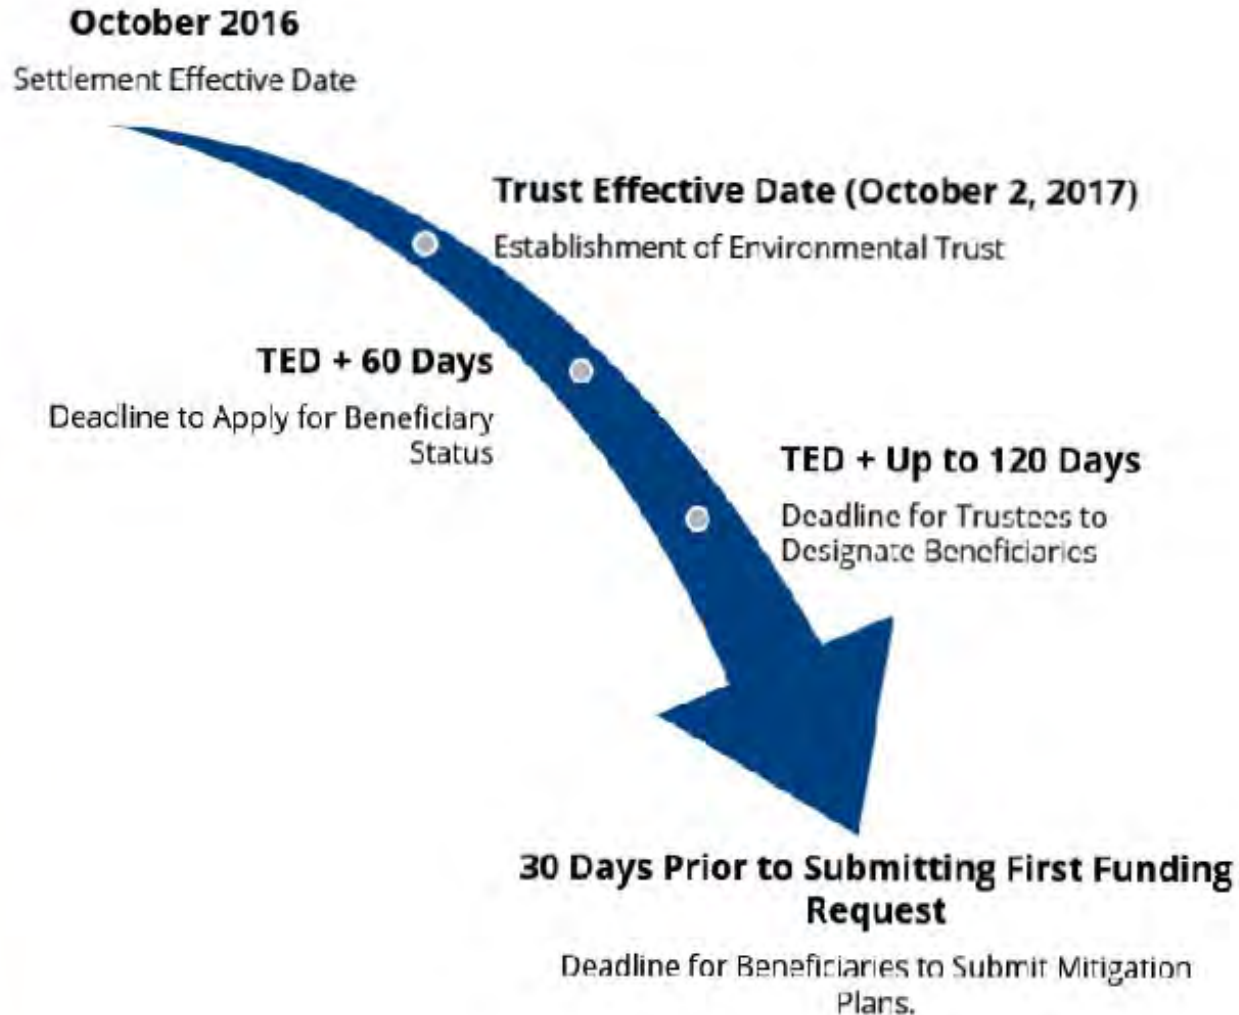 October 2016
Settlement Effective Date
Trust Effective Date (October 2, 2017)
Establishment of Environmental Trust
TED + 60 Days
Deadline to Apply for Beneficiary
Status
TED + Up to 120 Days
Deadline for Trustees to
Designate Beneficiaries
30 Days Prior to Submitting First Funding
Request
Deadline for Beneficiaries to Submit Mitigation
Plans.